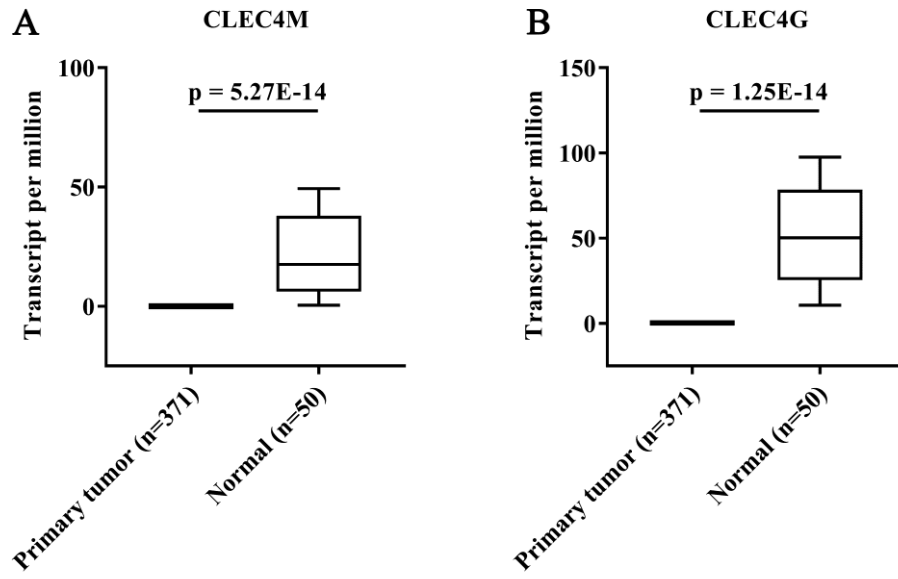 A
CLEC4M
Transcript per million
100
50
0
p = 5.27E-14
Primary tumor (n=371)
Normal (n=50)
B
CLEC4G
Transcript per million
150
100
50
0
p = 1.25E-14
Primary tumor (n=371)
Normal (n=50)